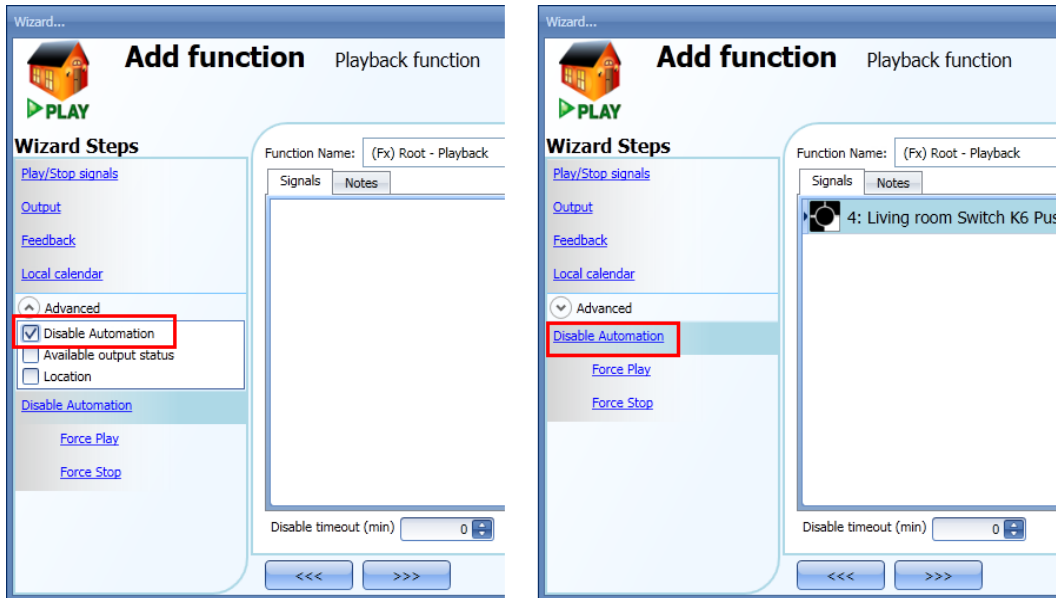 Wizard...
Add function Playback function
PLAY
Wizard Steps
Play/Stop signals
Output
Feedback
Local calendar
Advanced
Disable Automation
Available output status
Location
Disable Automation
Force Play
Force Stop
Function Name: (Fx) Root - Playback
Signals Notes
Disable timeout (min) 0
<<< >>>
Wizard...
Add function Playback function
PLAY
Wizard Steps
Play/Stop signals
Output
Feedback
Local calendar
Advanced
Disable Automation
Force Play
Force Stop
Function Name: (Fx) Root - Playback
Signals Notes
4: Living room Switch K6 Pus
Disable timeout (min) 0
<<< >>>